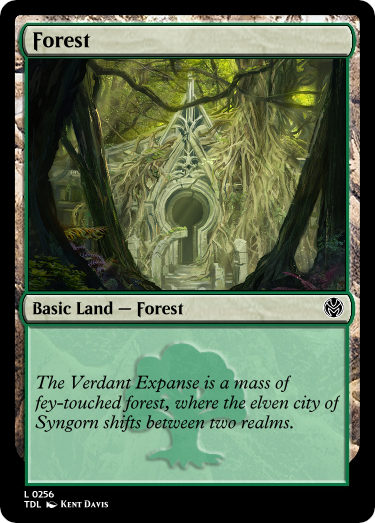 Forest
Basic Land — Forest
The Verdant Expanse is a mass of
fey-touched forest, where the elven city of
Syngorn shifts between two realms.
L 0256
TDL Kent Davis